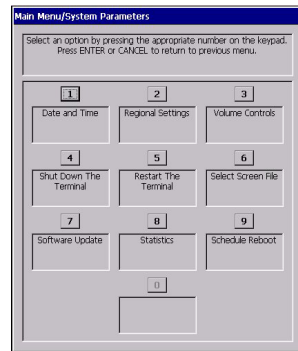 Main Menu/System Parameters
Select an option by pressing the appropriate number on the keypad.
Press ENTER or CANCEL to return to previous menu.
1
2
3
Date and Time
Regional Settings
Volume Controls
4
5
6
Shut Down The
Terminal
Restart The
Terminal
Select Screen File
7
8
9
Software Update
Statistics
Schedule Reboot
0